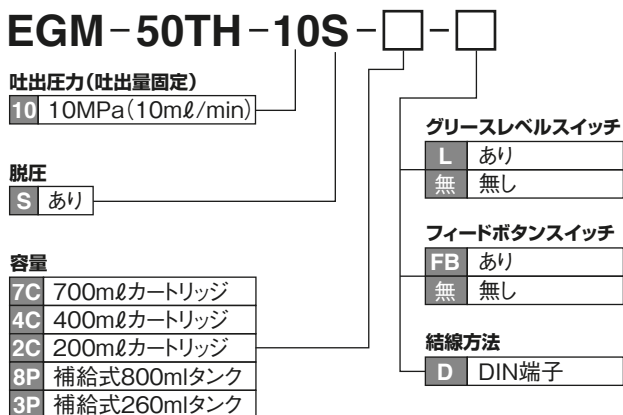 EGM-50TH-10S-□-□
吐出圧力(吐出量固定)
10 10MPa(10mℓ/min)
脱圧
S あり
容量
7C 700mℓカートリッジ
4C 400mℓカートリッジ
2C 200mℓカートリッジ
8P 補給式800mlタンク
3P 補給式260mlタンク
グリースレベルスイッチ
L あり
無 無し
フィードボタンスイッチ
FB あり
無 無し
結線方法
D DIN端子